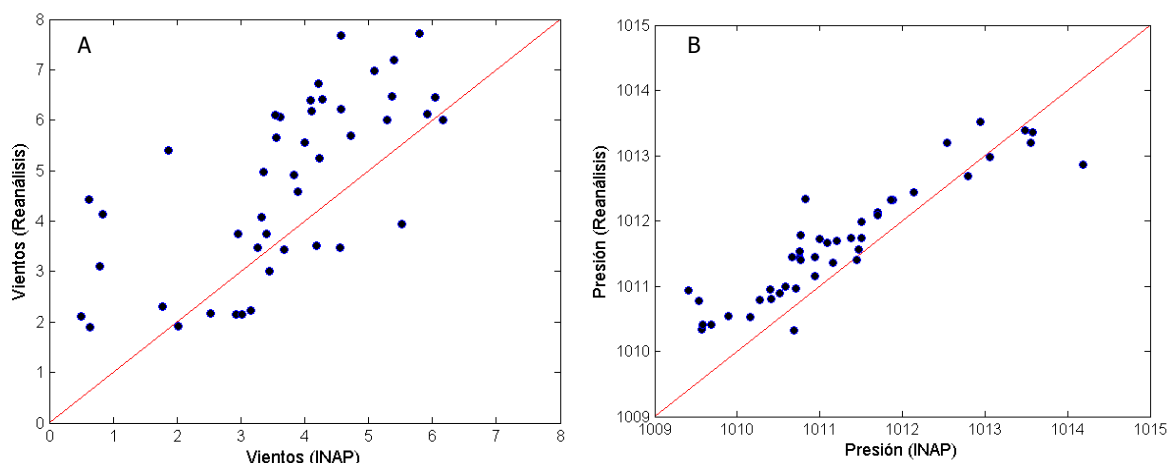 A
8
7
6
5
4
3
2
1
0
Vientos (Reanálisis)
0 1 2 3 4 5 6 7 8
Vientos (INAP)
B
1015
1014
1013
1012
1011
1010
1009
Presión (Reanálisis)
1009 1010 1011 1012 1013 1014 1015
Presión (INAP)